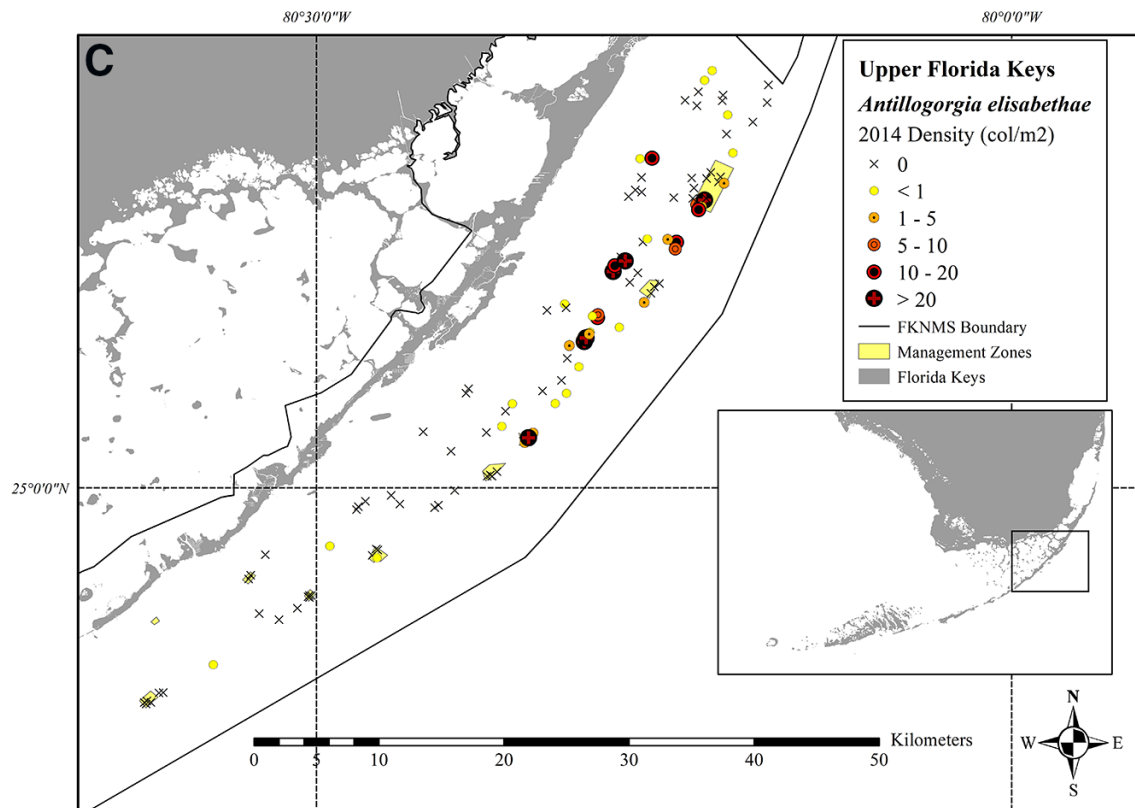 80°30'0"W
80°0'0"W
C
Upper Florida Keys
Antillogorgia elisabethae
2014 Density (col/m2)
0
< 1
1 - 5
5 - 10
10 - 20
> 20
FKNMS Boundary
Management Zones
Florida Keys
25°0'0"N
Kilometers
0 5 10 20 30 40 50
N
W E
S